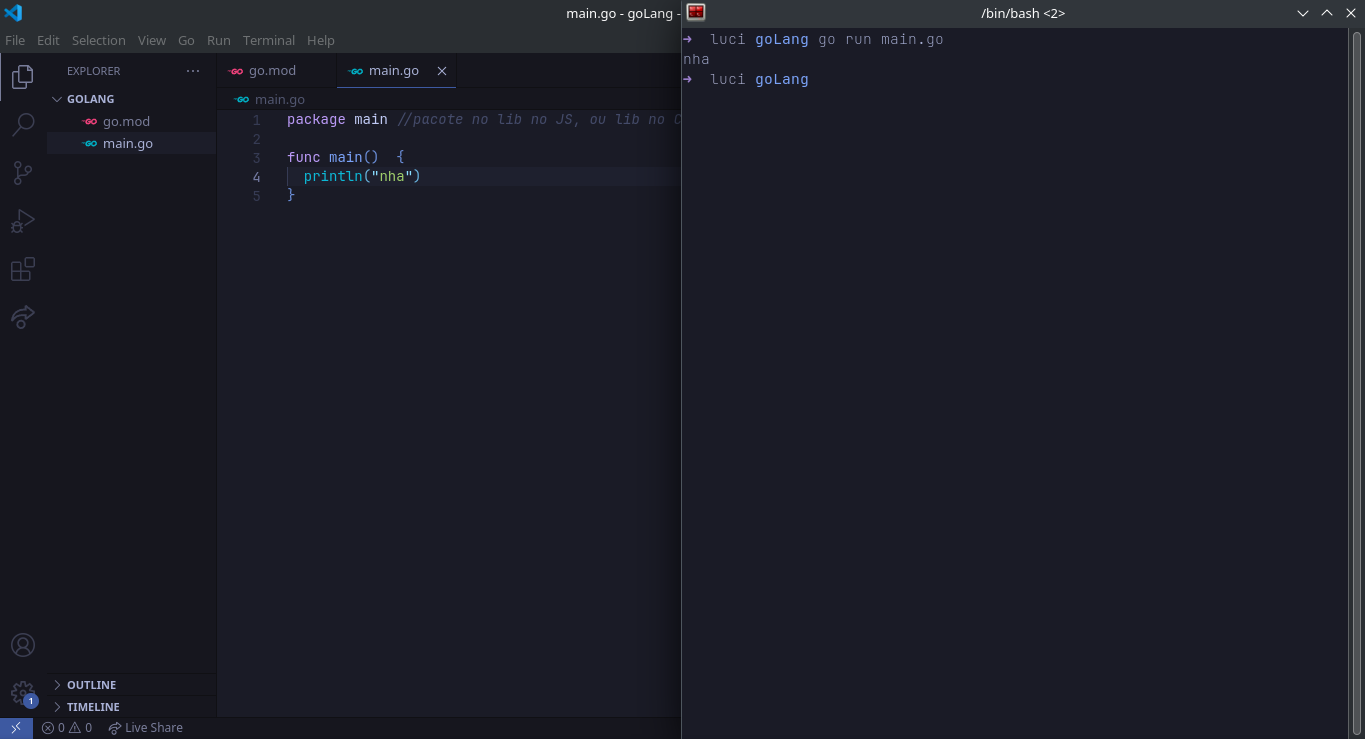 main.go - goLang -
/bin/bash <2>
File Edit Selection View Go Run Terminal Help
EXPLORER
GOLANG
go.mod
main.go
OUTLINE
TIMELINE
go.mod main.go
main.go
1 package main //pacote no lib no JS, ou lib no C
2
3 func main()  {
4 println("nha")
5 }
➜ luci goLang go run main.go
nha
➜ luci goLang
1
0 0 Live Share